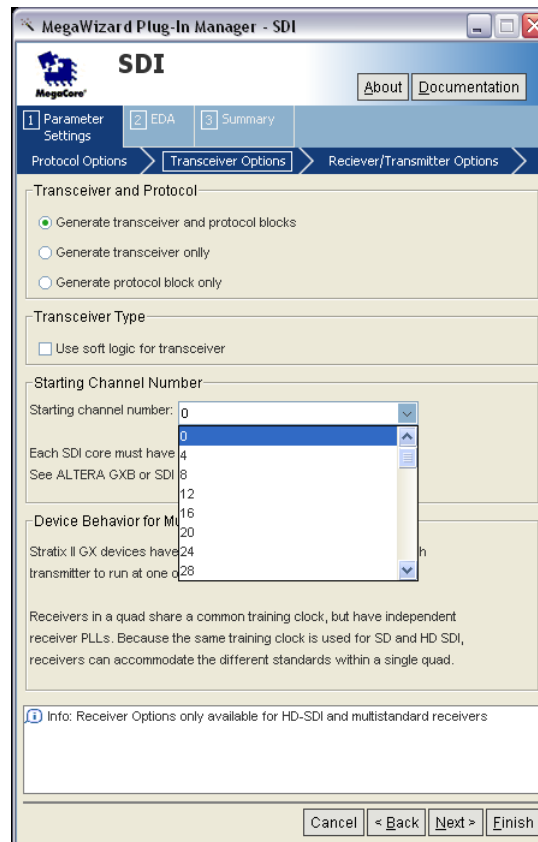 MegaWizard Plug-In Manager - SDI
MegaCore®
SDI
About
Documentation
1 Parameter Settings
2 EDA
3 Summary
Protocol Options
Transceiver Options
Reciever/Transmitter Options
Transceiver and Protocol
Generate transceiver and protocol blocks
Generate transceiver onlly
Generate protocol block only
Transceiver Type
Use soft logic for transceiver
Starting Channel Number
Starting channel number: 0
0
Each SDI core must have
4
See ALTERA GXB or SDI
8
12
16
Device Behavior for Mu
20
Stratix II GX devices have
24
h
transmitter to run at one o
28
Receivers in a quad share a common training clock, but have independent
receiver PLLs. Because the same training clock is used for SD and HD SDI,
receivers can accommodate the different standards within a single quad.
Info: Receiver Options only available for HD-SDI and multistandard receivers
Cancel
< Back
Next >
Finish